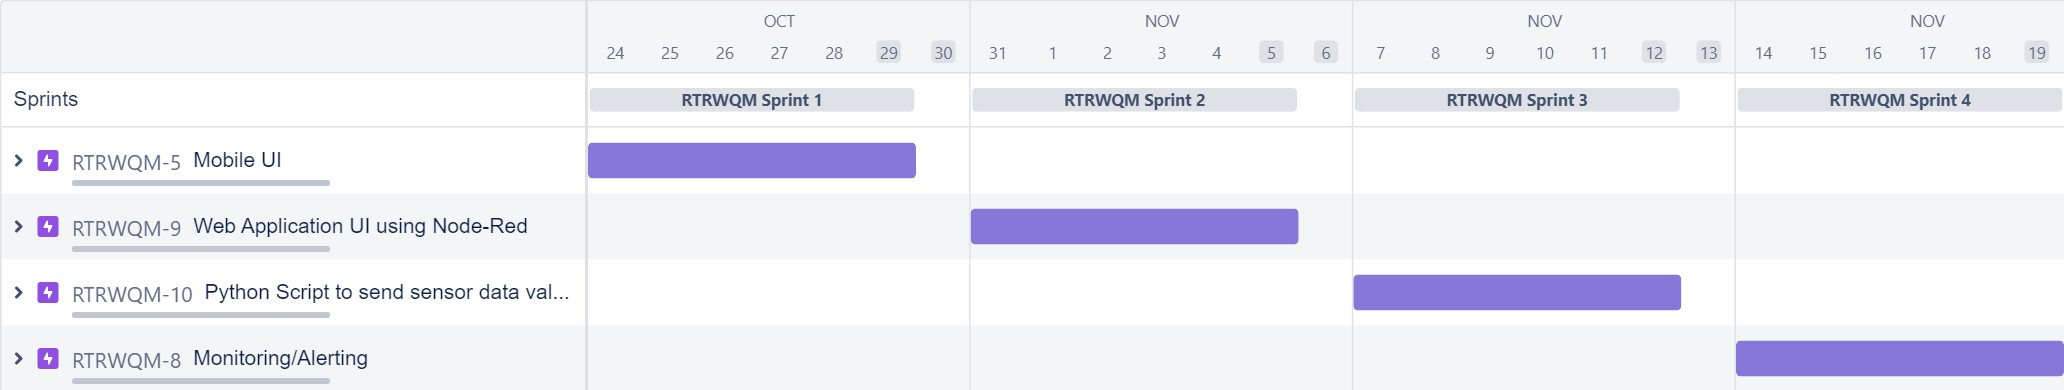 OCT NOV NOV NOV
24 25 26 27 28 29 30 31 1 2 3 4 5 6 7 8 9 10 11 12 13 14 15 16 17 18 19
Sprints RTRWQM Sprint 1 RTRWQM Sprint 2 RTRWQM Sprint 3 RTRWQM Sprint 4
RTRWQM-5 Mobile UI
RTRWQM-9 Web Application UI using Node-Red
RTRWQM-10 Python Script to send sensor data val...
RTRWQM-8 Monitoring/Alerting